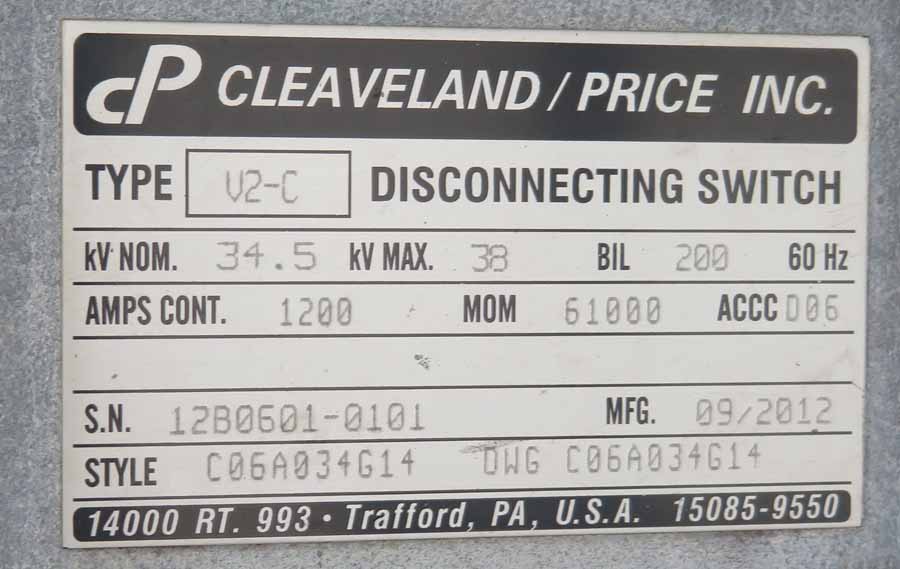 cP CLEAVELAND / PRICE INC.
TYPE V2-C DISCONNECTING SWITCH
kV NOM. 34.5 kV MAX. 38 BIL 200 60 Hz
AMPS CONT. 1200 MOM 61000 ACCC D06
S.N. 12B0601-0101 MFG. 09/2012
STYLE C06A034G14 DWG C06A034G14
14000 RT. 993 • Trafford, PA, U.S.A. 15085-9550